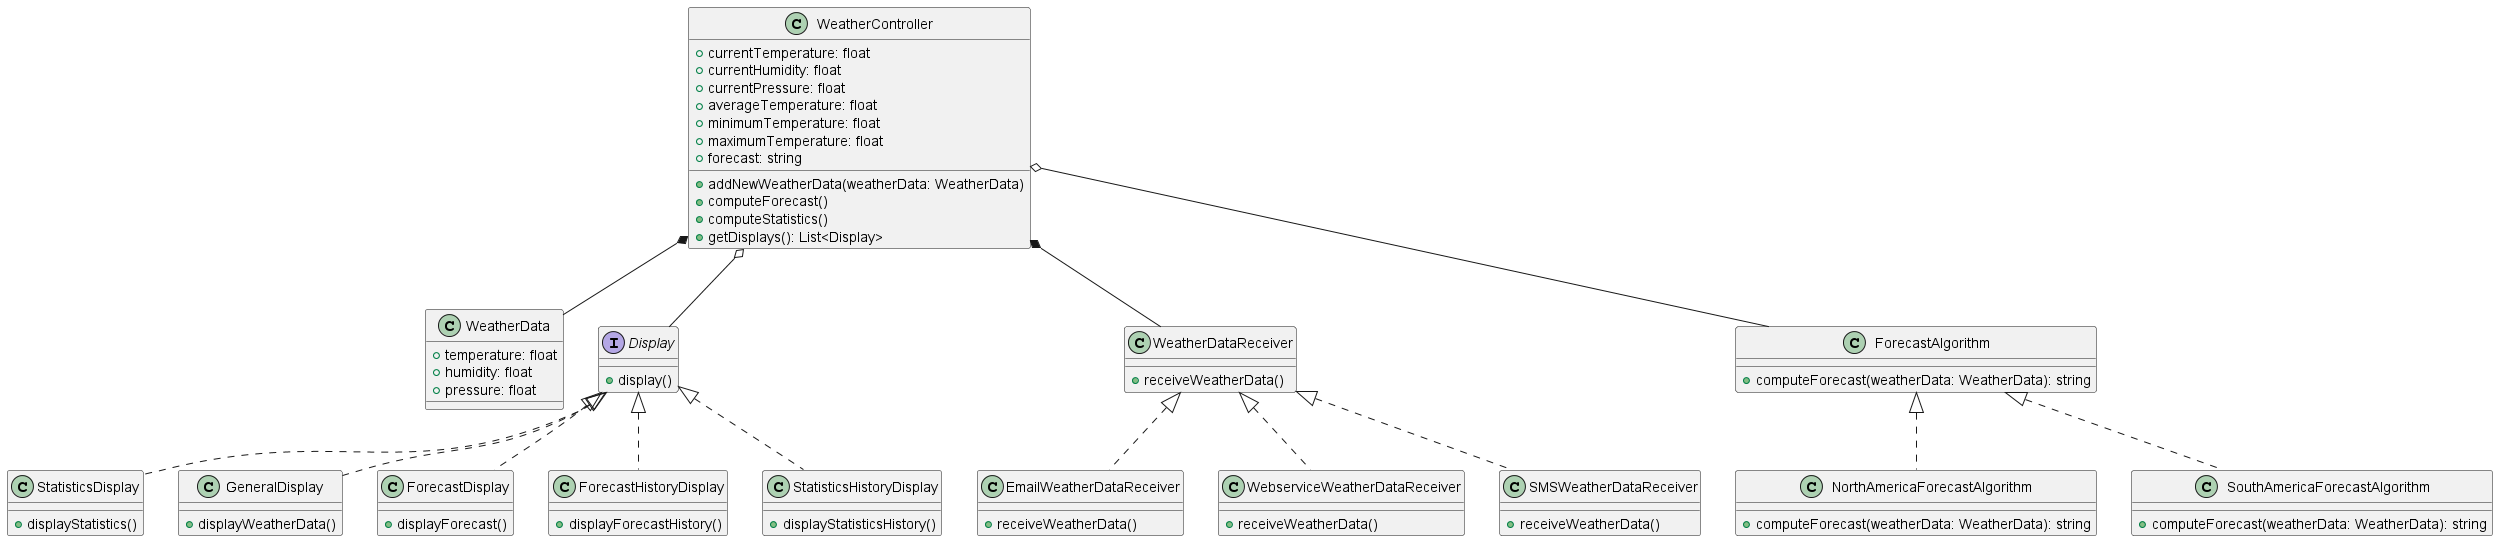 C WeatherController
currentTemperature: float
currentHumidity: float
currentPressure: float
averageTemperature: float
minimumTemperature: float
maximumTemperature: float
forecast: string
addNewWeatherData(weatherData: WeatherData)
computeForecast()
computeStatistics()
getDisplays(): List<Display>
C WeatherData
temperature: float
humidity: float
pressure: float
I Display
display()
C WeatherDataReceiver
receiveWeatherData()
C ForecastAlgorithm
computeForecast(weatherData: WeatherData): string
C StatisticsDisplay
displayStatistics()
C GeneralDisplay
displayWeatherData()
C ForecastDisplay
displayForecast()
C ForecastHistoryDisplay
displayForecastHistory()
C StatisticsHistoryDisplay
displayStatisticsHistory()
C EmailWeatherDataReceiver
receiveWeatherData()
C WebserviceWeatherDataReceiver
receiveWeatherData()
C SMSWeatherDataReceiver
receiveWeatherData()
C NorthAmericaForecastAlgorithm
computeForecast(weatherData: WeatherData): string
C SouthAmericaForecastAlgorithm
computeForecast(weatherData: WeatherData): string